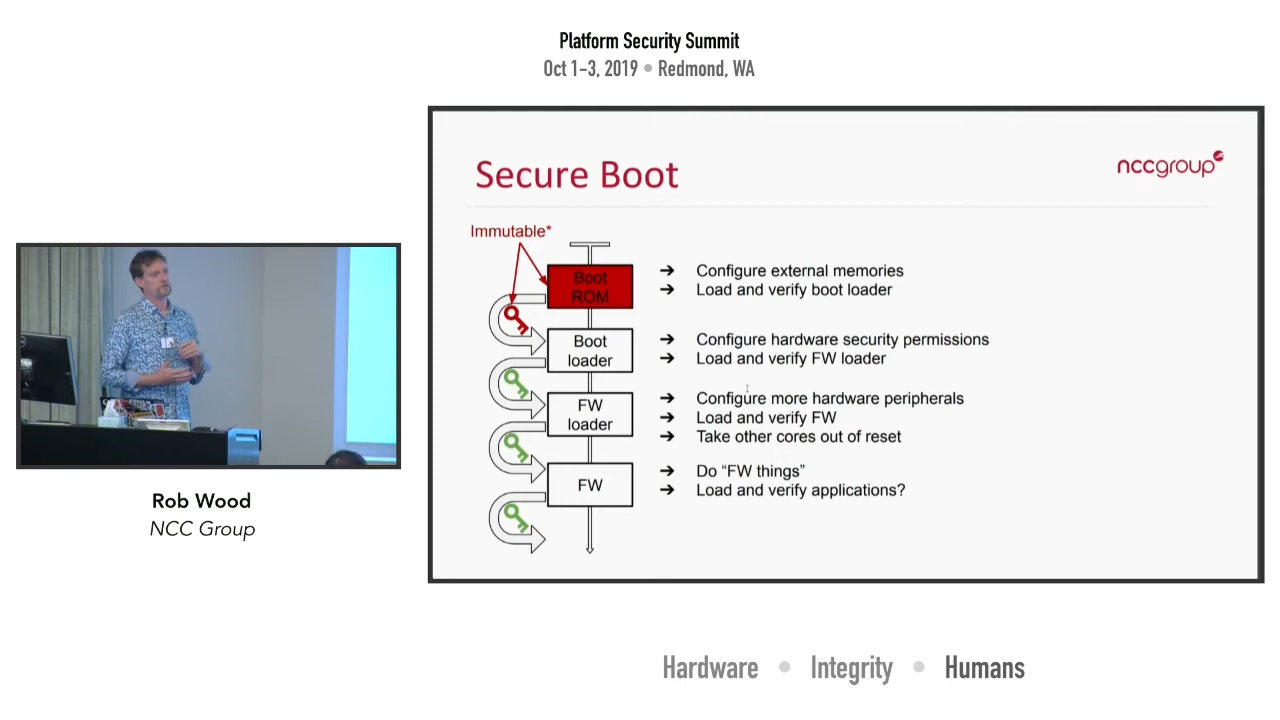 Platform Security Summit
Oct 1-3, 2019 • Redmond, WA
Secure Boot
nccgroup
Immutable*
Boot
ROM
➔ Configure external memories
➔ Load and verify boot loader
Boot
loader
➔ Configure hardware security permissions
➔ Load and verify FW loader
FW
loader
➔ Configure more hardware peripherals
➔ Load and verify FW
➔ Take other cores out of reset
FW
➔ Do “FW things”
➔ Load and verify applications?
Rob Wood
NCC Group
Hardware • Integrity • Humans